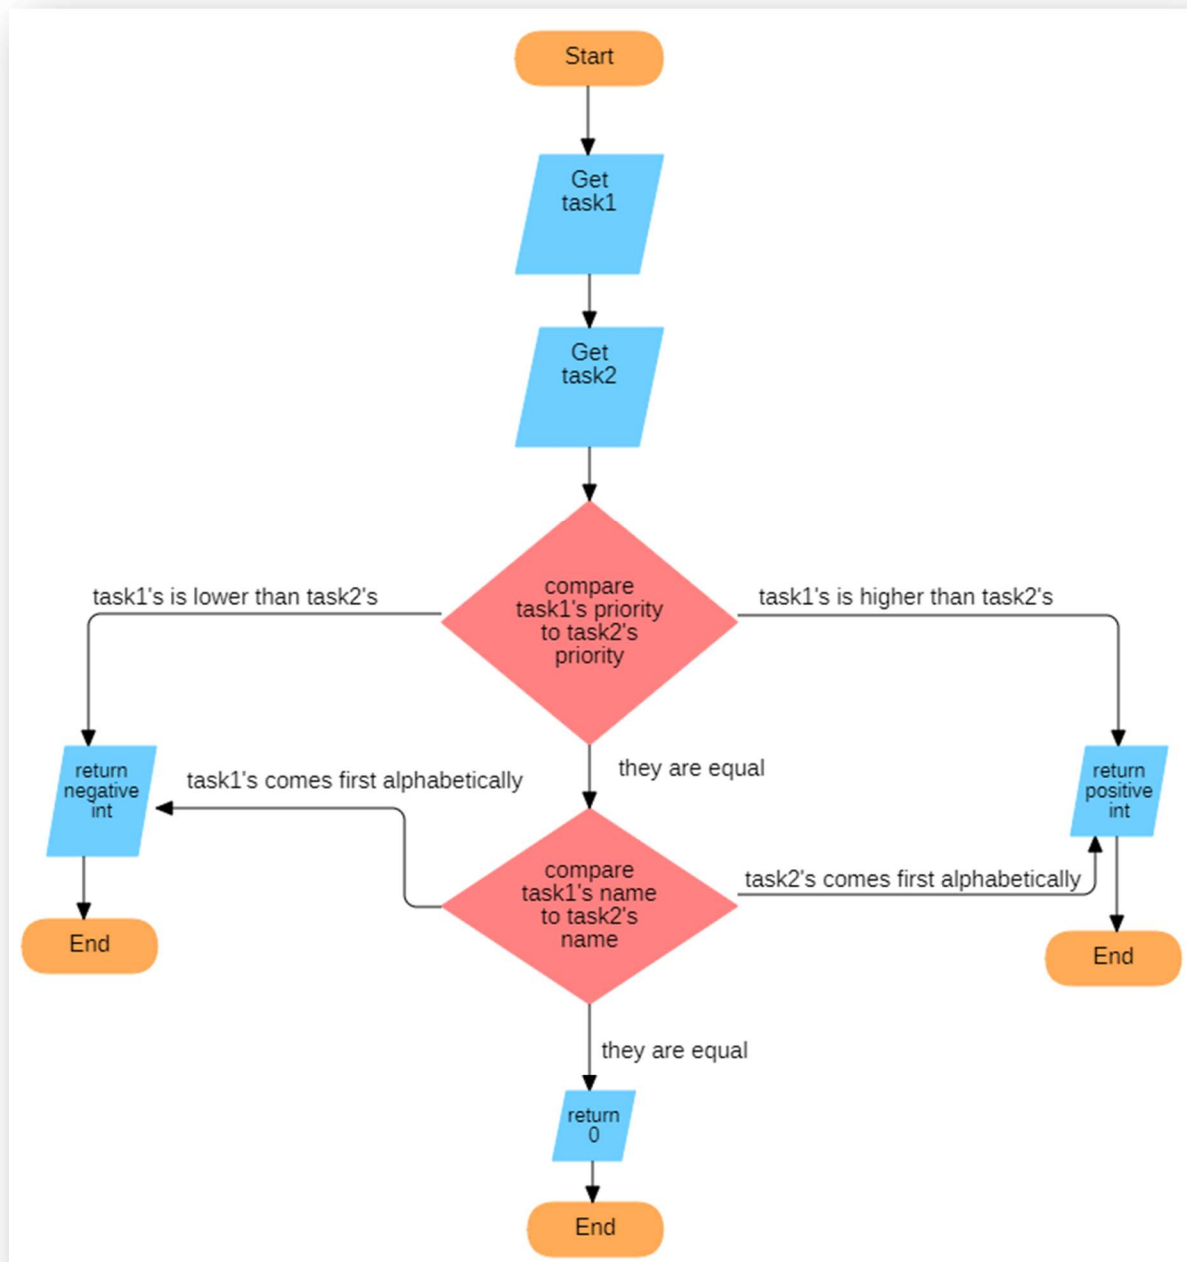 Start
Get
task1
Get
task2
compare
task1's priority
to task2's
priority
task1's is lower than task2's
task1's is higher than task2's
they are equal
return
negative
int
task1's comes first alphabetically
return
positive
int
compare
task1's name
to task2's
name
task2's comes first alphabetically
End
End
they are equal
return
0
End